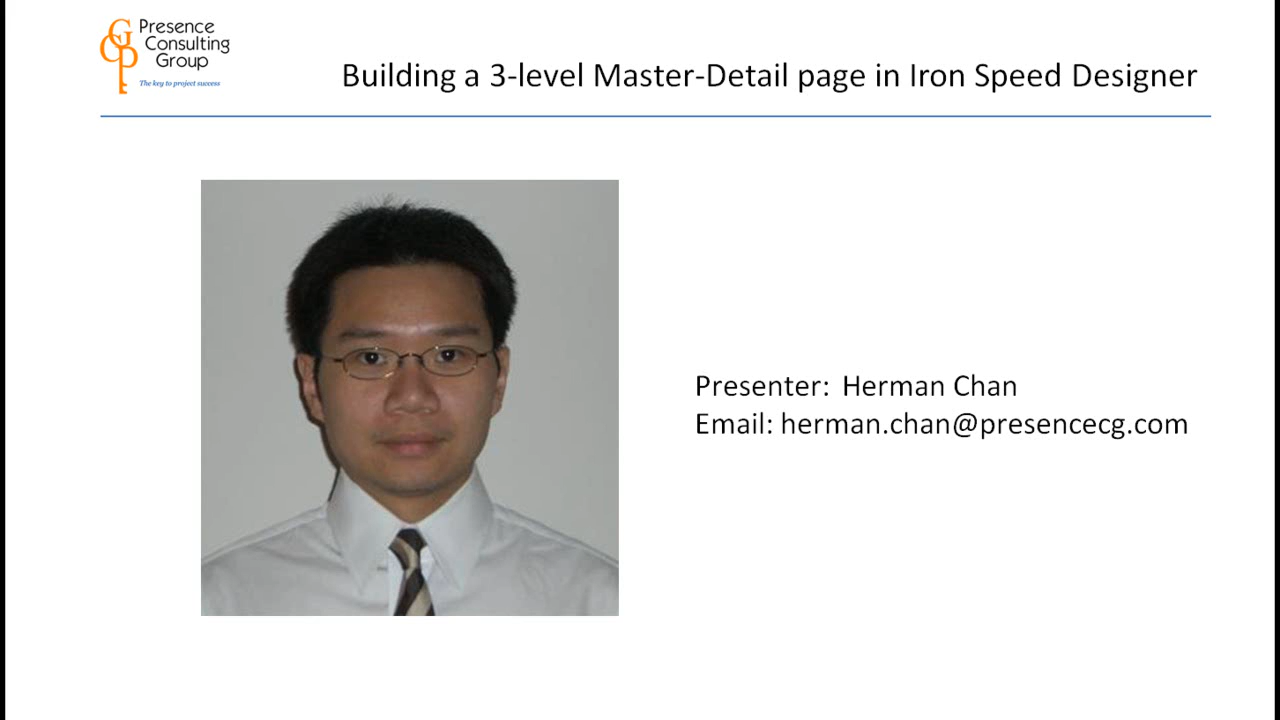 Presence
Consulting
Group
The key to project success
Building a 3-level Master-Detail page in Iron Speed Designer
Presenter: Herman Chan
Email: herman.chan@presencecg.com